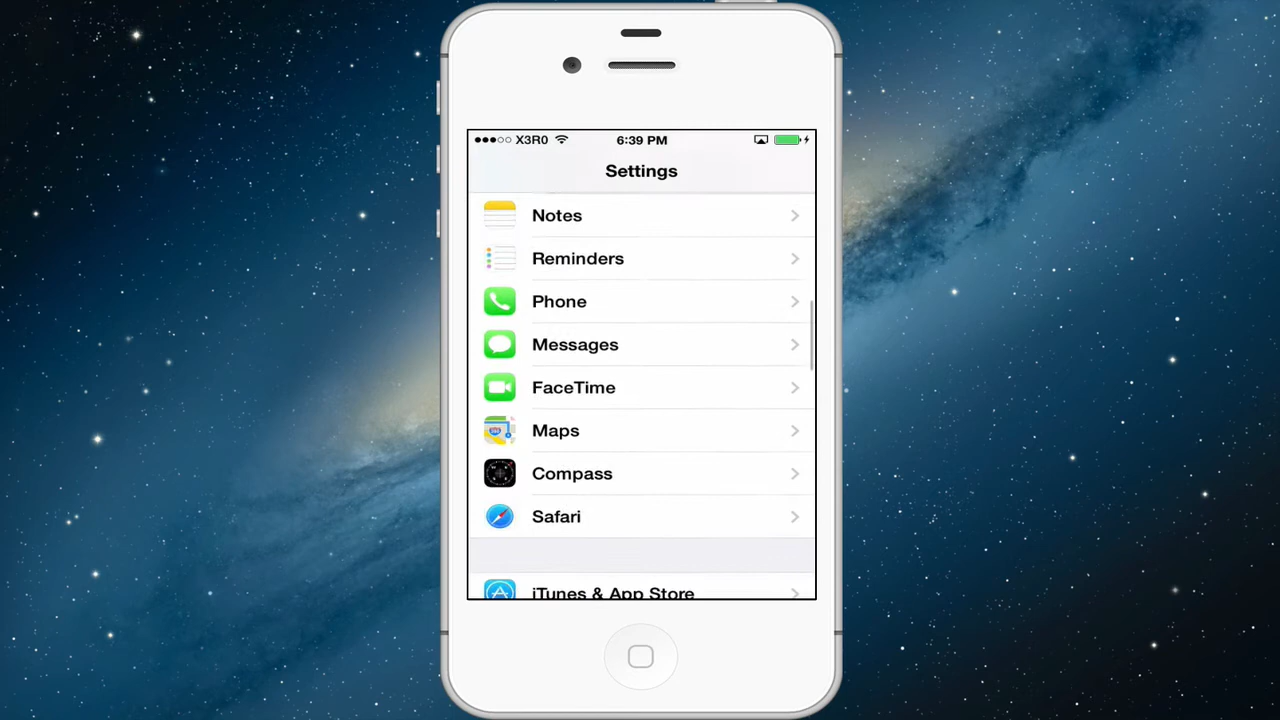 X3R0 6:39 PM
Settings
Notes
Reminders
Phone
Messages
FaceTime
Maps
Compass
Safari
iTunes & App Store